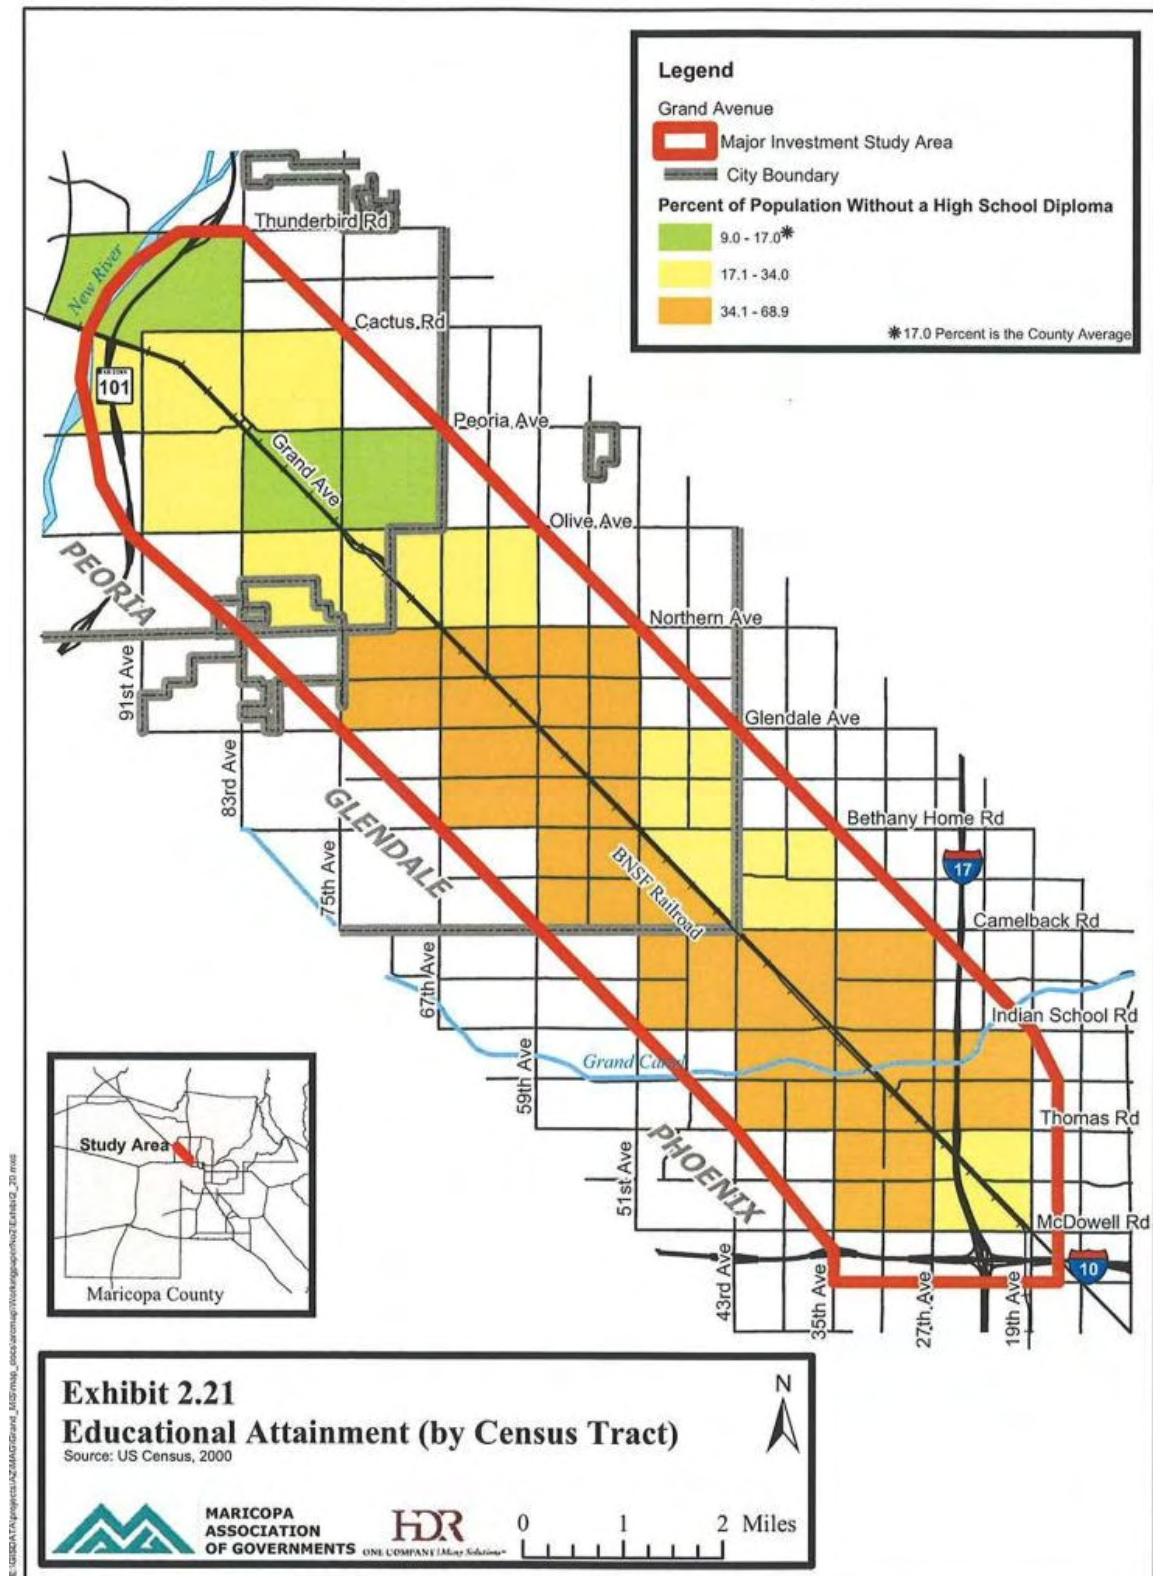 Legend
Grand Avenue
Major Investment Study Area
City Boundary
Percent of Population Without a High School Diploma
9.0 - 17.0*
17.1 - 34.0
34.1 - 68.9
*17.0 Percent is the County Average
Thunderbird Rd
New River
Cactus Rd
ARIZONA
101
Peoria Ave
Grand Ave
Olive Ave
PEORIA
Northern Ave
91st Ave
Glendale Ave
83rd Ave
GLENDALE
Bethany Home Rd
75th Ave
BNSF Railroad
17
Camelback Rd
67th Ave
Indian School Rd
Grand Canal
59th Ave
Thomas Rd
51st Ave
PHOENIX
McDowell Rd
43rd Ave
35th Ave
27th Ave
19th Ave
10
Study Area
Maricopa County
Exhibit 2.21
Educational Attainment (by Census Tract)
Source: US Census, 2000
N
MARICOPA
ASSOCIATION
OF GOVERNMENTS
HDR
ONE COMPANY | Many Solutions
0 1 2 Miles